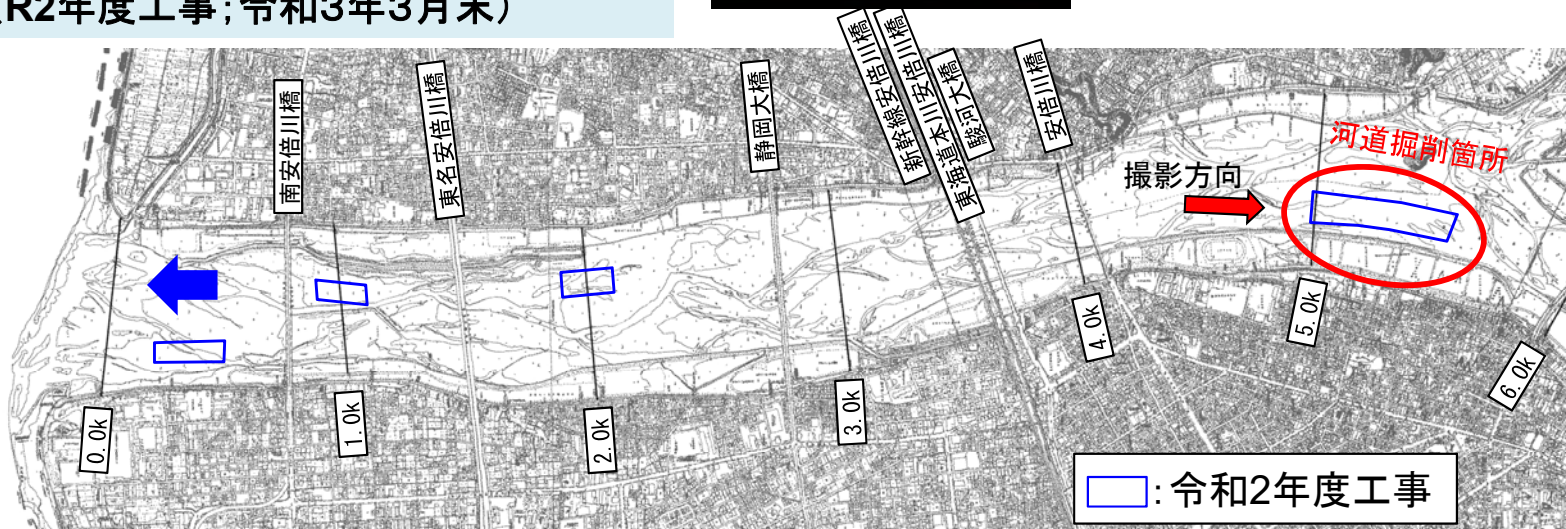 (R2年度工事;令和3年3月末)
南安倍川橋
東名安倍川橋
静岡大橋
新幹線安倍川橋
東海道本川安倍川橋
駿河大橋
安倍川橋
撮影方向
河道掘削箇所
0.0k
1.0k
2.0k
3.0k
4.0k
5.0k
6.0k
:令和2年度工事